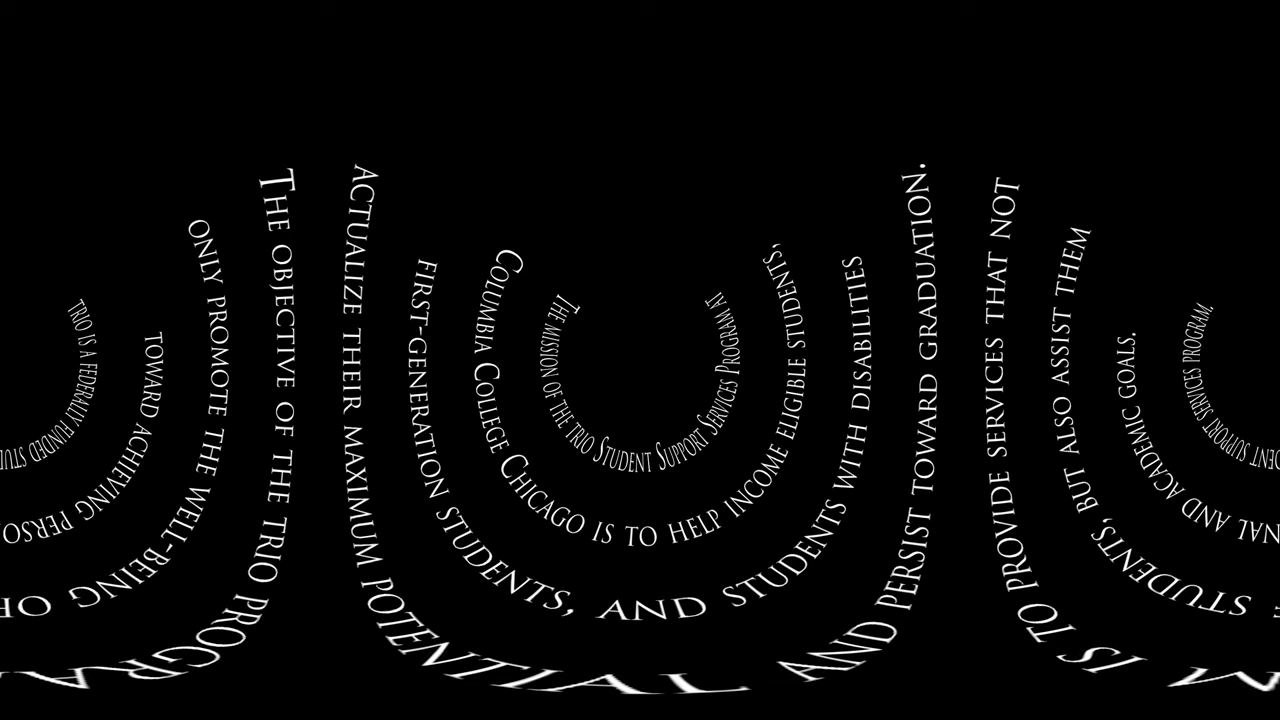 The mission of the TRIO Student Support Services Program at
Columbia College Chicago is to help income eligible students,
first-generation students, and students with disabilities
actualize their maximum potential and persist toward graduation.
TRIO is a federally funded student support services program.
The objective of the TRIO program is to provide services that not
only promote the well-being of students, but also assist them
toward achieving personal and academic goals.